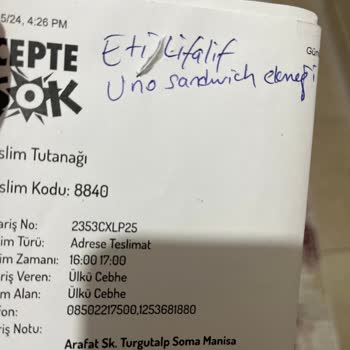 5/24, 4:26 PM
Eti Lifalif
CEPTE
ŞOK
Uno sandwich ekmeği
slim Tutanağı
slim Kodu: 8840
ariş No: 2353CXLP25
im Türü: Adrese Teslimat
im Zamanı: 16:00 17:00
riş Veren: Ülkü Cebhe
m Alan: Ülkü Cebhe
fon: 08502217500,1253681880
riş Notu:
Arafat Sk. Turgutalp Soma Manisa